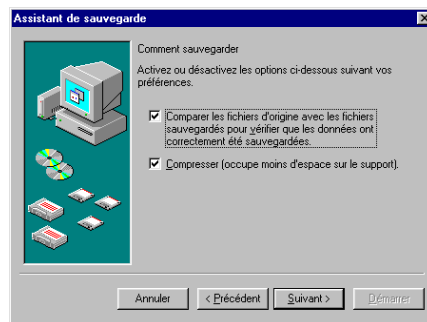 Assistant de sauvegarde
Comment sauvegarder
Activez ou désactivez les options ci-dessous suivant vos
préférences.
Comparer les fichiers d'origine avec les fichiers
sauvegardés pour vérifier que les données ont
correctement été sauvegardées.
Compresser (occupe moins d'espace sur le support).
Annuler
< Précédent
Suivant >
Démarrer